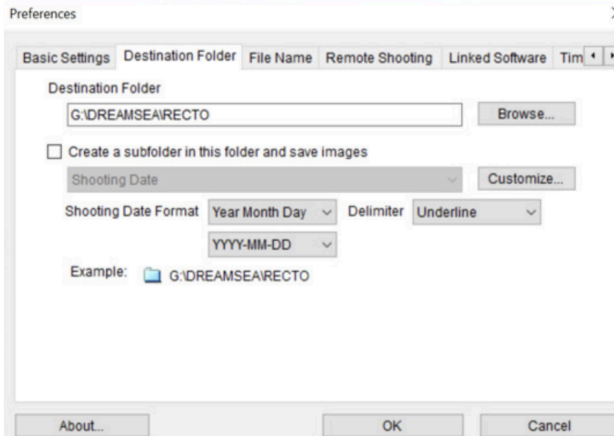 Preferences
Basic Settings Destination Folder File Name Remote Shooting Linked Software Tim
Destination Folder
G:\DREAMSEA\RECTO Browse...
Create a subfolder in this folder and save images
Shooting Date Customize...
Shooting Date Format Year Month Day Delimiter Underline
YYYY-MM-DD
Example: G:\DREAMSEA\RECTO
About... OK Cancel